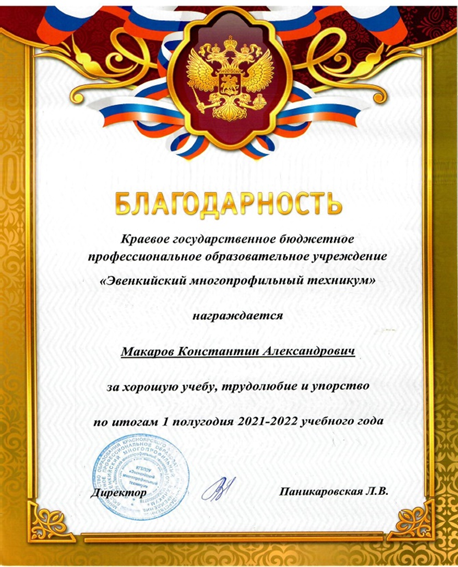 БЛАГОДАРНОСТЬ
Краевое государственное бюджетное
профессиональное образовательное учреждение
«Эвенкийский многопрофильный техникум»
награждается
Макаров Константин Александрович
за хорошую учебу, трудолюбие и упорство
по итогам 1 полугодия 2021-2022 учебного года
Директор Паникаровская Л.В.